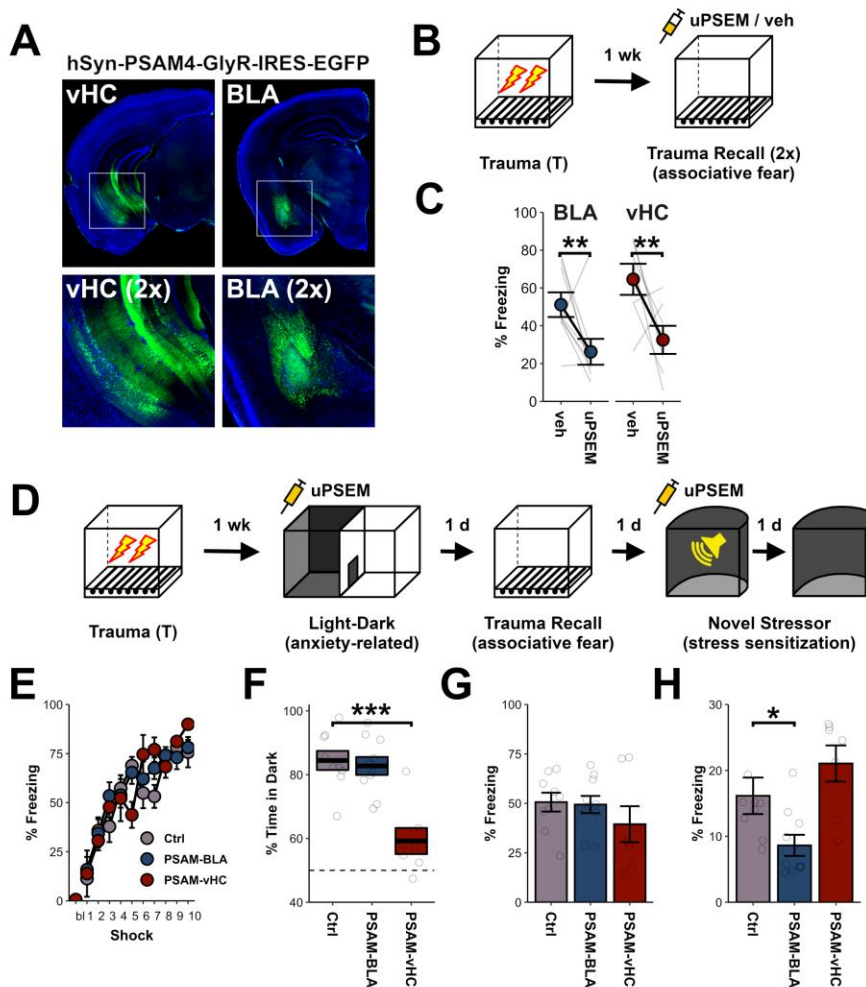 A
hSyn-PSAM4-GlyR-IRES-EGFP
vHC
BLA
vHC (2x)
BLA (2x)
B
uPSEM / veh
1 wk
Trauma (T)
Trauma Recall (2x)
(associative fear)
C
BLA
vHC
**
**
% Freezing
100
80
60
40
20
0
veh
uPSEM
veh
uPSEM
D
uPSEM
uPSEM
1 wk
1 d
1 d
1 d
Trauma (T)
Light-Dark
(anxiety-related)
Trauma Recall
(associative fear)
Novel Stressor
(stress sensitization)
E
% Freezing
100
75
50
25
0
bl 1 2 3 4 5 6 7 8 9 10
Shock
Ctrl
PSAM-BLA
PSAM-vHC
F
***
% Time in Dark
100
80
60
40
Ctrl
PSAM-BLA
PSAM-vHC
G
% Freezing
100
75
50
25
0
Ctrl
PSAM-BLA
PSAM-vHC
H
*
% Freezing
30
20
10
0
Ctrl
PSAM-BLA
PSAM-vHC